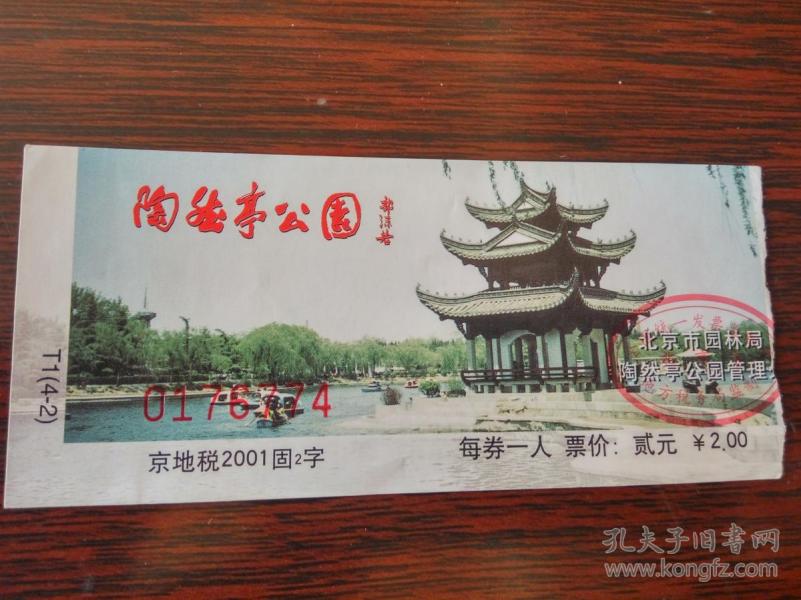 陶然亭公园
郭沫若
北京市园林局
陶然亭公园管理
0176774
T1(4-2)
京地税2001固2字
每券一人 票价：贰元 ￥2.00
孔夫子旧书网
www.kongfz.com